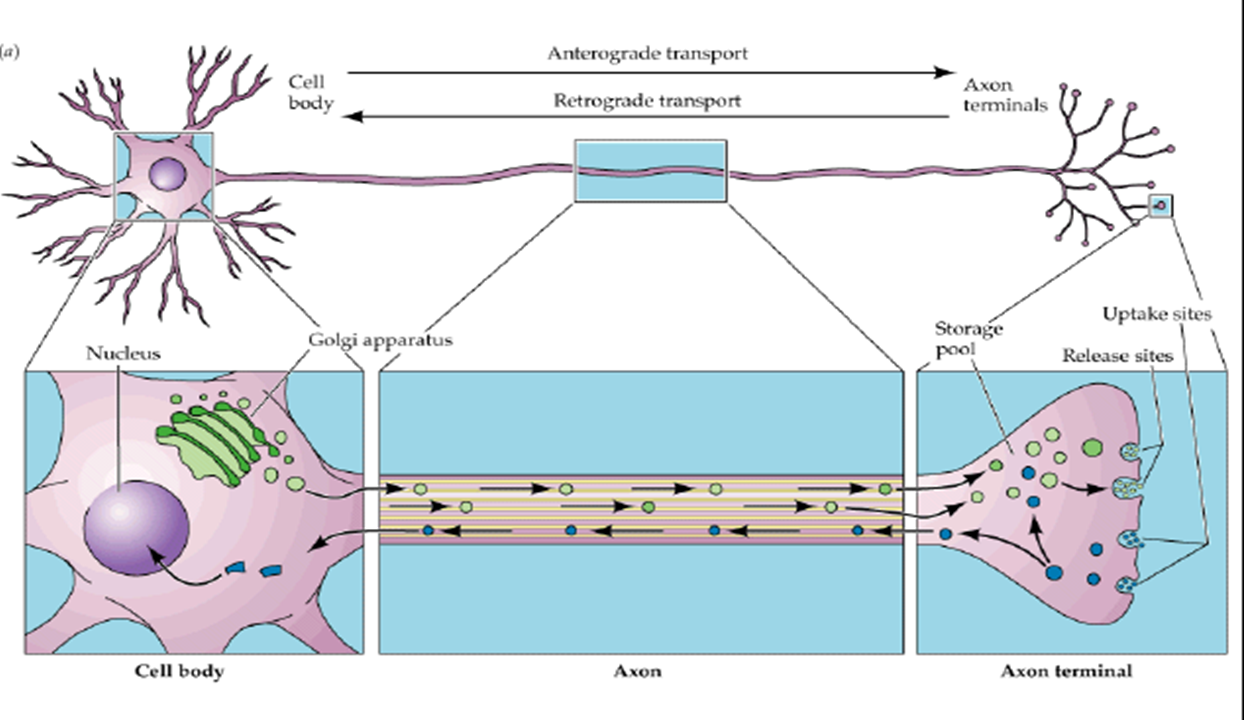 (a)
Anterograde transport
Cell
body
Axon
terminals
Retrograde transport
Nucleus
Golgi apparatus
Storage
pool
Uptake sites
Release sites
Cell body
Axon
Axon terminal